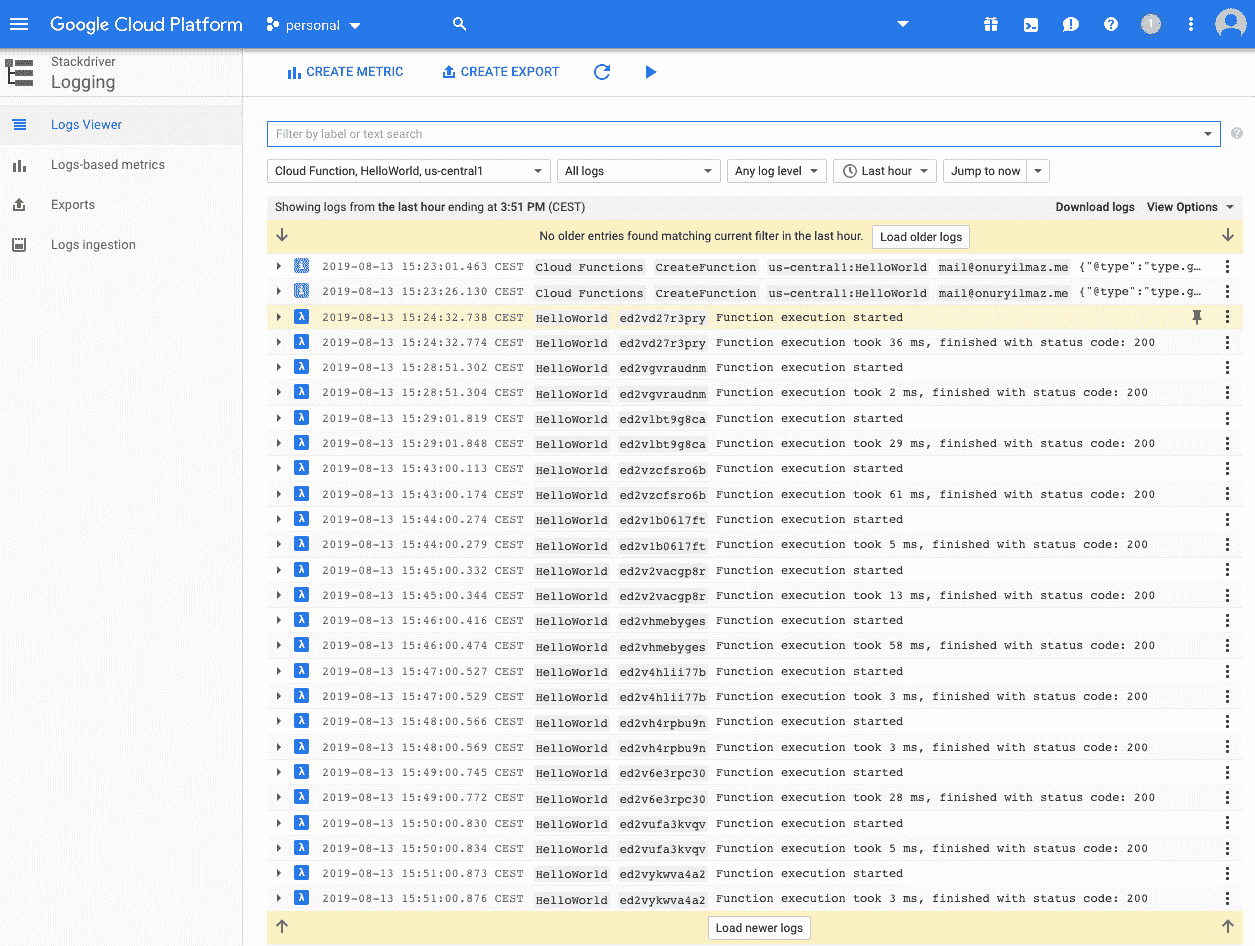 Google Cloud Platform personal 1
Stackdriver
Logging
CREATE METRIC CREATE EXPORT
Logs Viewer
Logs-based metrics
Exports
Logs ingestion
Filter by label or text search
Cloud Function, HelloWorld, us-central1 All logs Any log level Last hour Jump to now
Showing logs from the last hour ending at 3:51 PM (CEST) Download logs View Options
No older entries found matching current filter in the last hour. Load older logs
2019-08-13 15:23:01.463 CEST Cloud Functions CreateFunction us-central1:HelloWorld mail@onuryilmaz.me {"@type":"type.g…
2019-08-13 15:23:26.130 CEST Cloud Functions CreateFunction us-central1:HelloWorld mail@onuryilmaz.me {"@type":"type.g…
2019-08-13 15:24:32.738 CEST HelloWorld ed2vd27r3pry Function execution started
2019-08-13 15:24:32.774 CEST HelloWorld ed2vd27r3pry Function execution took 36 ms, finished with status code: 200
2019-08-13 15:28:51.302 CEST HelloWorld ed2vgvraudnm Function execution started
2019-08-13 15:28:51.304 CEST HelloWorld ed2vgvraudnm Function execution took 2 ms, finished with status code: 200
2019-08-13 15:29:01.819 CEST HelloWorld ed2vlbt9g8ca Function execution started
2019-08-13 15:29:01.848 CEST HelloWorld ed2vlbt9g8ca Function execution took 29 ms, finished with status code: 200
2019-08-13 15:43:00.113 CEST HelloWorld ed2vzcfsro6b Function execution started
2019-08-13 15:43:00.174 CEST HelloWorld ed2vzcfsro6b Function execution took 61 ms, finished with status code: 200
2019-08-13 15:44:00.274 CEST HelloWorld ed2v1b06l7ft Function execution started
2019-08-13 15:44:00.279 CEST HelloWorld ed2v1b06l7ft Function execution took 5 ms, finished with status code: 200
2019-08-13 15:45:00.332 CEST HelloWorld ed2v2vacgp8r Function execution started
2019-08-13 15:45:00.344 CEST HelloWorld ed2v2vacgp8r Function execution took 13 ms, finished with status code: 200
2019-08-13 15:46:00.416 CEST HelloWorld ed2vhmebyges Function execution started
2019-08-13 15:46:00.474 CEST HelloWorld ed2vhmebyges Function execution took 58 ms, finished with status code: 200
2019-08-13 15:47:00.527 CEST HelloWorld ed2v4hlii77b Function execution started
2019-08-13 15:47:00.529 CEST HelloWorld ed2v4hlii77b Function execution took 3 ms, finished with status code: 200
2019-08-13 15:48:00.566 CEST HelloWorld ed2vh4rpbu9n Function execution started
2019-08-13 15:48:00.569 CEST HelloWorld ed2vh4rpbu9n Function execution took 3 ms, finished with status code: 200
2019-08-13 15:49:00.745 CEST HelloWorld ed2v6e3rpc30 Function execution started
2019-08-13 15:49:00.772 CEST HelloWorld ed2v6e3rpc30 Function execution took 28 ms, finished with status code: 200
2019-08-13 15:50:00.830 CEST HelloWorld ed2vufa3kvqv Function execution started
2019-08-13 15:50:00.834 CEST HelloWorld ed2vufa3kvqv Function execution took 5 ms, finished with status code: 200
2019-08-13 15:51:00.873 CEST HelloWorld ed2vykwva4a2 Function execution started
2019-08-13 15:51:00.876 CEST HelloWorld ed2vykwva4a2 Function execution took 3 ms, finished with status code: 200
Load newer logs